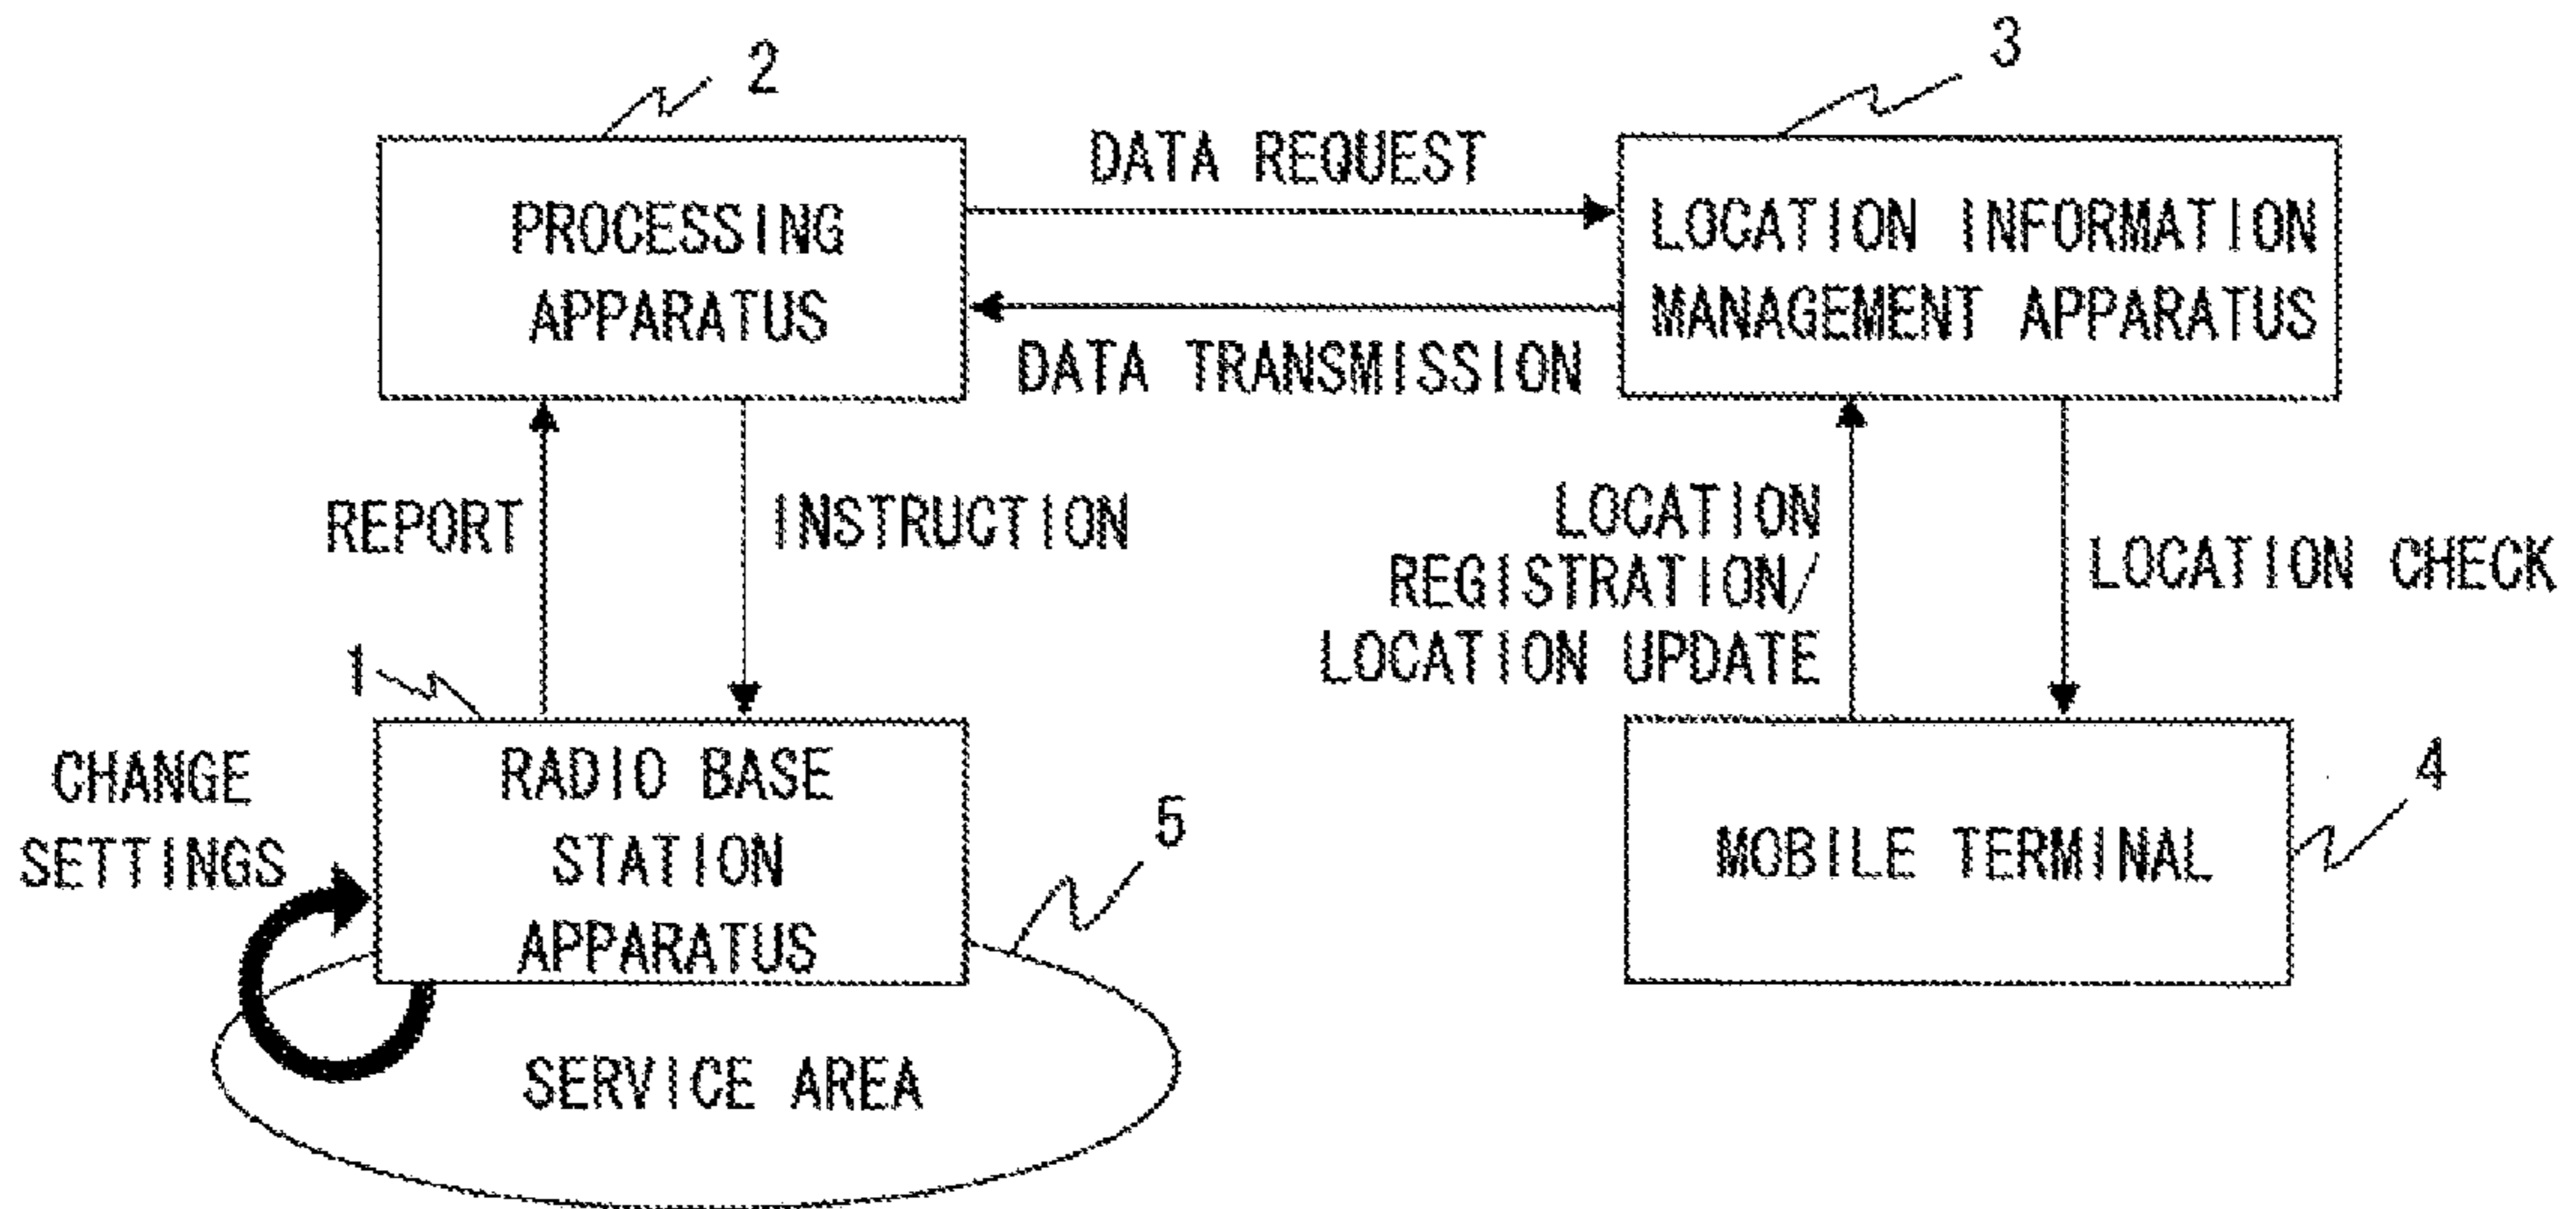 2
3
DATA REQUEST
PROCESSING
APPARATUS
LOCATION INFORMATION
MANAGEMENT APPARATUS
DATA TRANSMISSION
REPORT
INSTRUCTION
LOCATION
REGISTRATION/
LOCATION UPDATE
LOCATION CHECK
1
CHANGE
SETTINGS
RADIO BASE
STATION
APPARATUS
5
MOBILE TERMINAL
4
SERVICE AREA